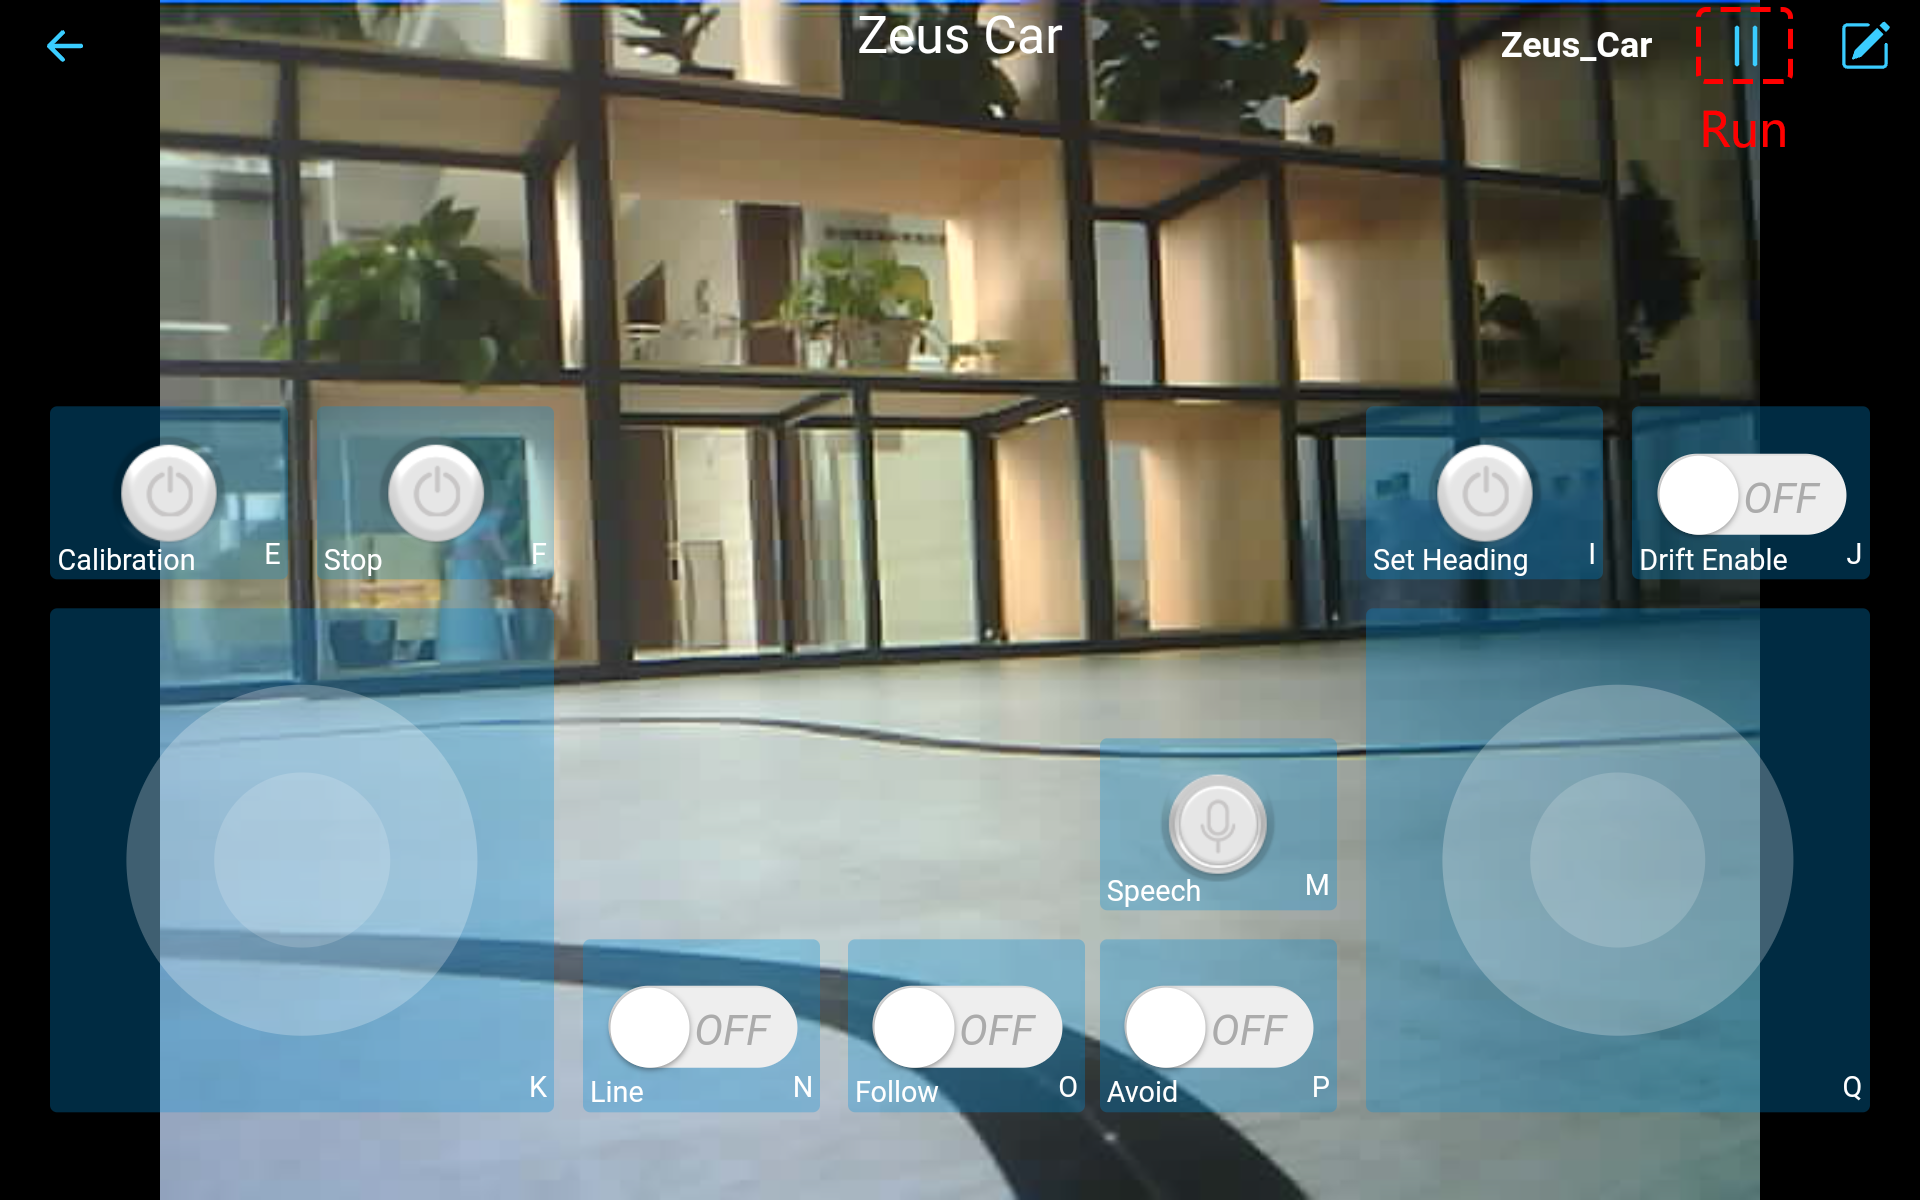 Zeus Car
Zeus_Car
Run
Calibration E
Stop F
Set Heading I
OFF
Drift Enable J
Speech M
K
OFF
Line N
OFF
Follow O
OFF
Avoid P
Q